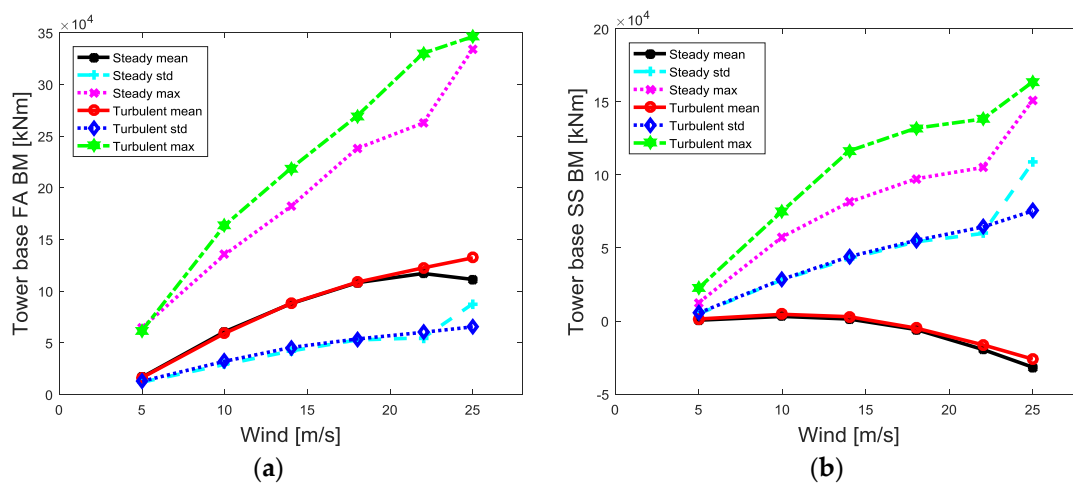 ×10⁴
35
30
25
20
15
10
5
0
Tower base FA BM [kNm]
Steady mean
Steady std
Steady max
Turbulent mean
Turbulent std
Turbulent max
0 5 10 15 20 25
Wind [m/s]
(a)
×10⁴
20
15
10
5
0
-5
Tower base SS BM [kNm]
Steady mean
Steady std
Steady max
Turbulent mean
Turbulent std
Turbulent max
0 5 10 15 20 25
Wind [m/s]
(b)